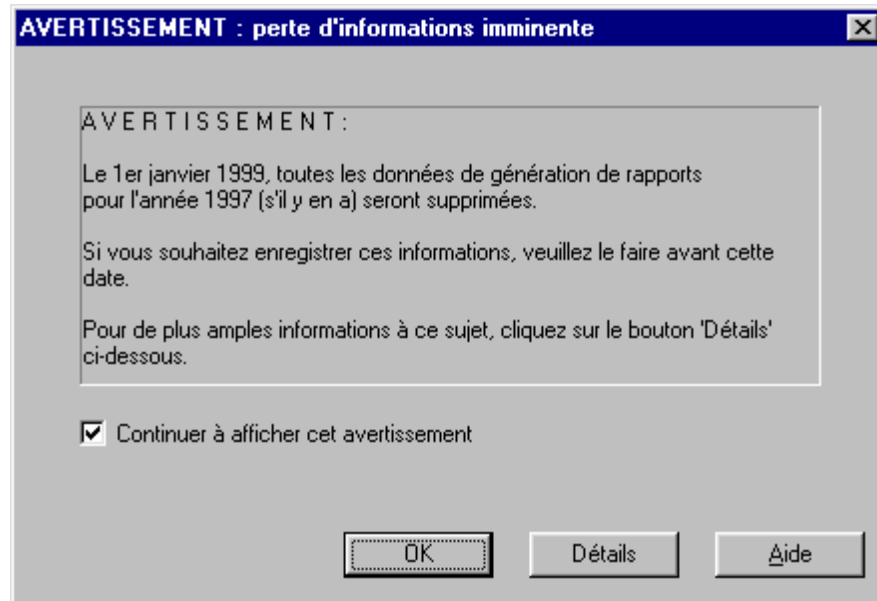 AVERTISSEMENT : perte d'informations imminente
A V E R T I S S E M E N T :
Le 1er janvier 1999, toutes les données de génération de rapports
pour l'année 1997 (s'il y en a) seront supprimées.
Si vous souhaitez enregistrer ces informations, veuillez le faire avant cette
date.
Pour de plus amples informations à ce sujet, cliquez sur le bouton 'Détails'
ci-dessous.
Continuer à afficher cet avertissement
OK Détails Aide